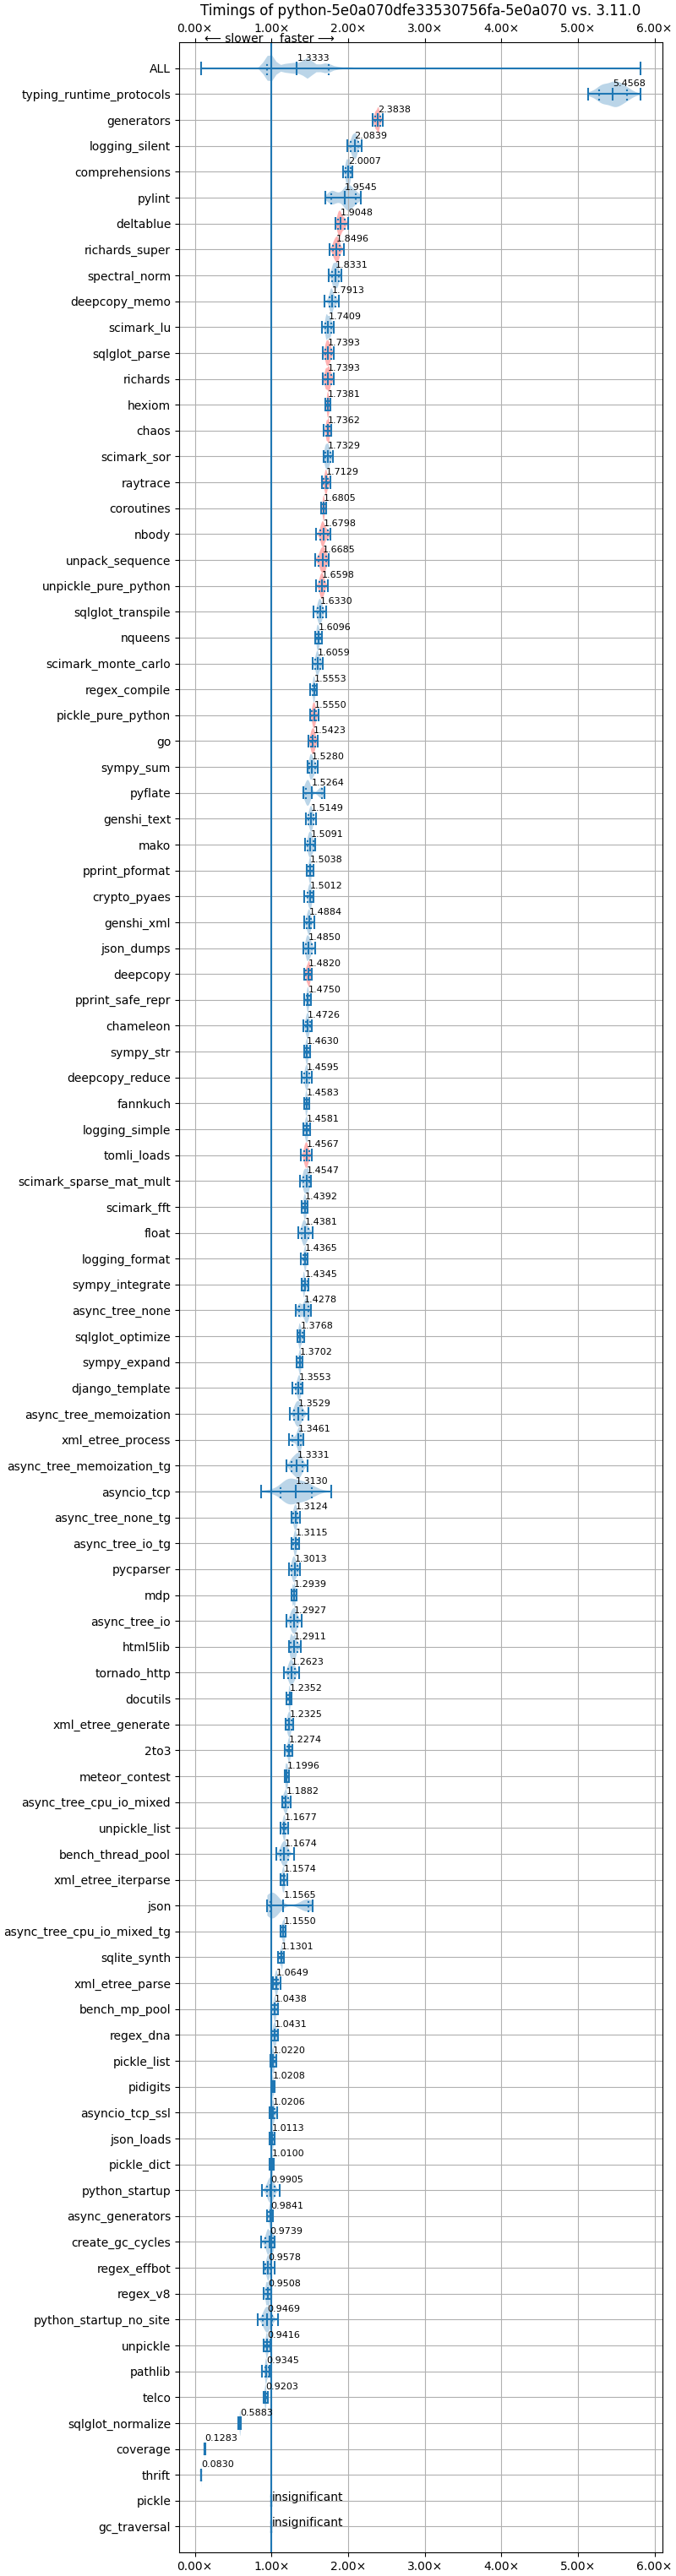 Timings of python-5e0a070dfe33530756fa-5e0a070 vs. 3.11.0
0.00× 1.00× 2.00× 3.00× 4.00× 5.00× 6.00×
⟵ slower faster ⟶
ALL 1.3333
typing_runtime_protocols 5.4568
generators 2.3838
logging_silent 2.0839
comprehensions 2.0007
pylint 1.9545
deltablue 1.9048
richards_super 1.8496
spectral_norm 1.8331
deepcopy_memo 1.7913
scimark_lu 1.7409
sqlglot_parse 1.7393
richards 1.7393
hexiom 1.7381
chaos 1.7362
scimark_sor 1.7329
raytrace 1.7129
coroutines 1.6805
nbody 1.6798
unpack_sequence 1.6685
unpickle_pure_python 1.6598
sqlglot_transpile 1.6330
nqueens 1.6096
scimark_monte_carlo 1.6059
regex_compile 1.5553
pickle_pure_python 1.5550
go 1.5423
sympy_sum 1.5280
pyflate 1.5264
genshi_text 1.5149
mako 1.5091
pprint_pformat 1.5038
crypto_pyaes 1.5012
genshi_xml 1.4884
json_dumps 1.4850
deepcopy 1.4820
pprint_safe_repr 1.4750
chameleon 1.4726
sympy_str 1.4630
deepcopy_reduce 1.4595
fannkuch 1.4583
logging_simple 1.4581
tomli_loads 1.4567
scimark_sparse_mat_mult 1.4547
scimark_fft 1.4392
float 1.4381
logging_format 1.4365
sympy_integrate 1.4345
async_tree_none 1.4278
sqlglot_optimize 1.3768
sympy_expand 1.3702
django_template 1.3553
async_tree_memoization 1.3529
xml_etree_process 1.3461
async_tree_memoization_tg 1.3331
asyncio_tcp 1.3130
async_tree_none_tg 1.3124
async_tree_io_tg 1.3115
pycparser 1.3013
mdp 1.2939
async_tree_io 1.2927
html5lib 1.2911
tornado_http 1.2623
docutils 1.2352
xml_etree_generate 1.2325
2to3 1.2274
meteor_contest 1.1996
async_tree_cpu_io_mixed 1.1882
unpickle_list 1.1677
bench_thread_pool 1.1674
xml_etree_iterparse 1.1574
json 1.1565
async_tree_cpu_io_mixed_tg 1.1550
sqlite_synth 1.1301
xml_etree_parse 1.0649
bench_mp_pool 1.0438
regex_dna 1.0431
pickle_list 1.0220
pidigits 1.0208
asyncio_tcp_ssl 1.0206
json_loads 1.0113
pickle_dict 1.0100
python_startup 0.9905
async_generators 0.9841
create_gc_cycles 0.9739
regex_effbot 0.9578
regex_v8 0.9508
python_startup_no_site 0.9469
unpickle 0.9416
pathlib 0.9345
telco 0.9203
sqlglot_normalize 0.5883
coverage 0.1283
thrift 0.0830
pickle insignificant
gc_traversal insignificant
0.00× 1.00× 2.00× 3.00× 4.00× 5.00× 6.00×